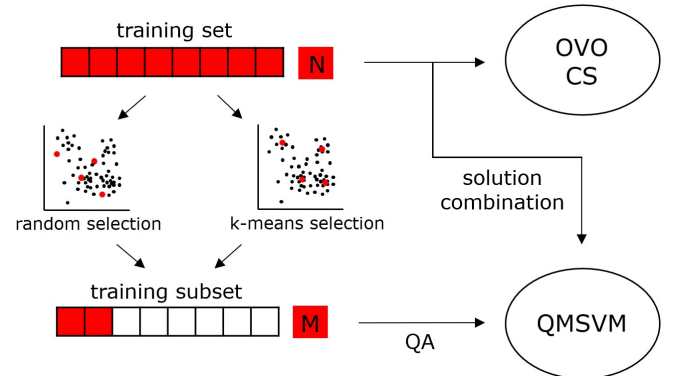 training set
N
OVO
CS
random selection
k-means selection
solution
combination
training subset
M
QA
QMSVM